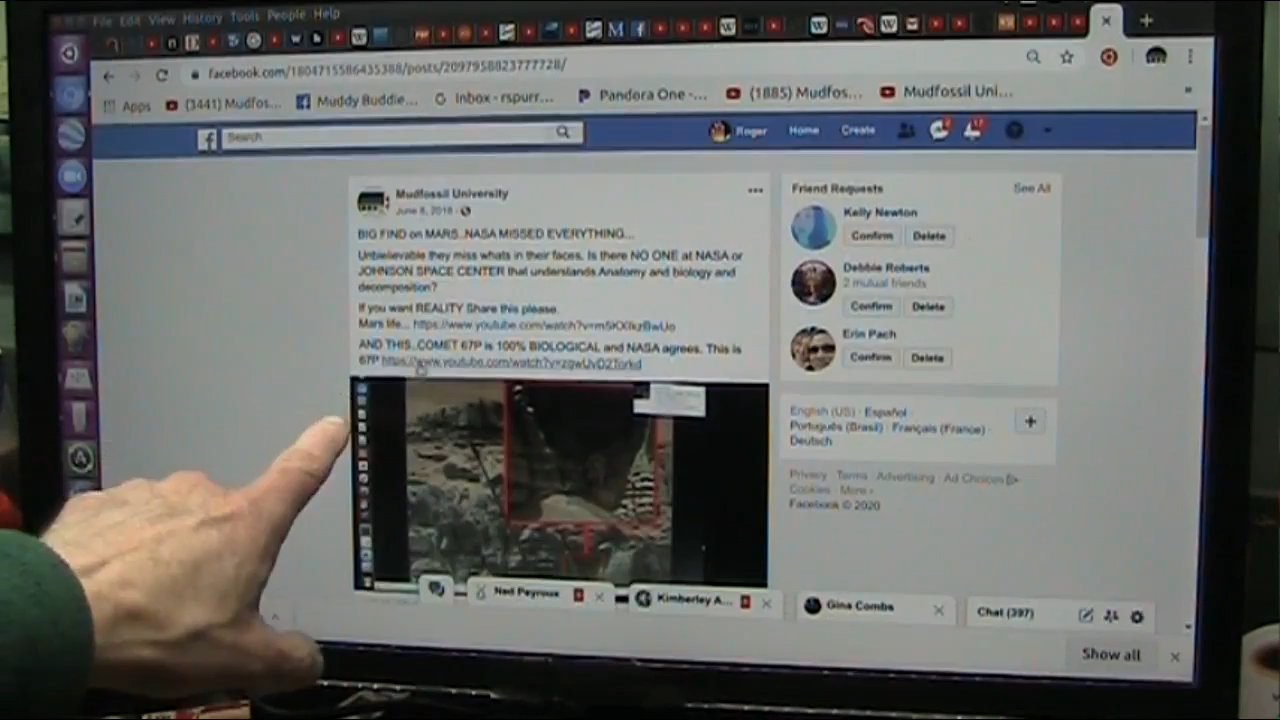 File Edit View History Tools People Help
facebook.com/1804715586435388/posts/2097958823777728/
Apps
(3441) Mudfos...
Muddy Buddie...
Inbox - rspurr...
Pandora One -...
(1885) Mudfos...
Mudfossil Uni...
Search
Roger
Home
Create
Mudfossil University
June 8, 2018
BIG FIND on MARS..NASA MISSED EVERYTHING...
Unbelievable they miss whats in their faces. Is there NO ONE at NASA or
JOHNSON SPACE CENTER that understands Anatomy and biology and
decomposition?
If you want REALITY Share this please.
Mars life... 
AND THIS..COMET 67P is 100% BIOLOGICAL and NASA agrees. This is
67P
Friend Requests
See All
Kelly Newton
Confirm Delete
Debbie Roberts
2 mutual friends
Confirm Delete
Erin Pach
Confirm Delete
English (US) · Español ·
Português (Brasil) · Français (France) ·
Deutsch
Privacy · Terms · Advertising · Ad Choices ·
Cookies · More ·
Facebook © 2020
Ned Peyroux
Kimberley A...
Gina Combs
Chat (397)
Show all